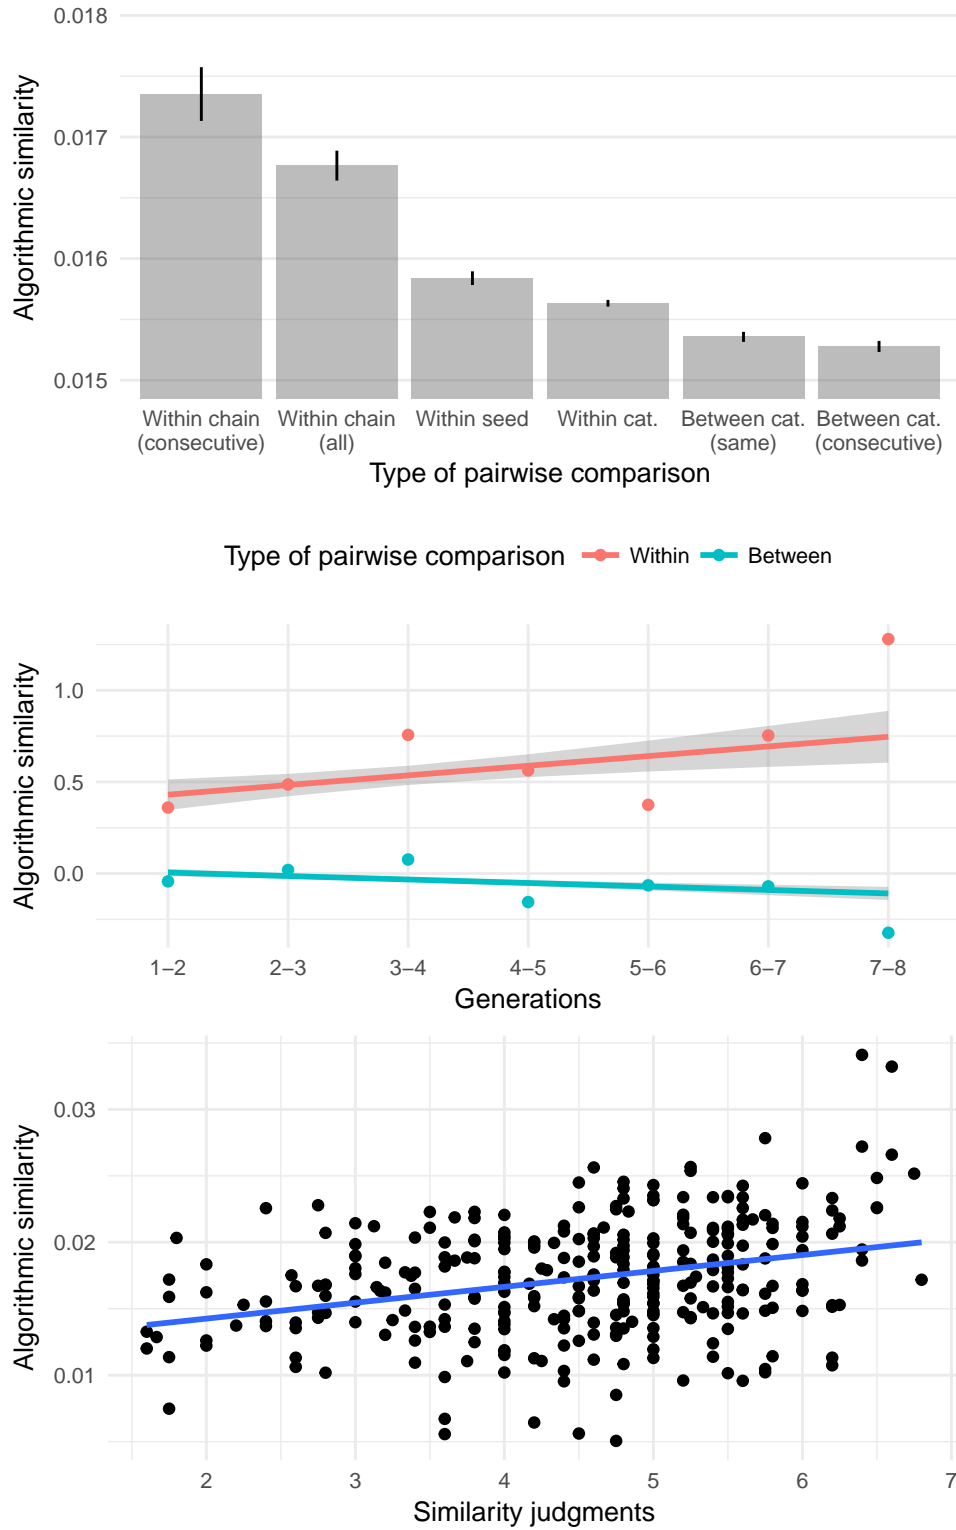 0.018
0.017
0.016
0.015
Algorithmic similarity
Within chain (consecutive)
Within chain (all)
Within seed
Within cat.
Between cat. (same)
Between cat. (consecutive)
Type of pairwise comparison
Type of pairwise comparison Within Between
1.0
0.5
0.0
Algorithmic similarity
1−2 2−3 3−4 4−5 5−6 6−7 7−8
Generations
0.03
0.02
0.01
Algorithmic similarity
2 3 4 5 6 7
Similarity judgments